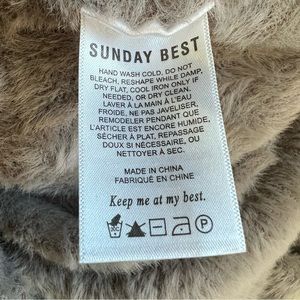 SUNDAY BEST
HAND WASH COLD, DO NOT
BLEACH, RESHAPE WHILE DAMP,
DRY FLAT, COOL IRON ONLY IF
NEEDED, OR DRY CLEAN.
LAVER À LA MAIN À L'EAU
FROIDE, NE PAS JAVELISER,
REMODELER PENDANT QUE
L'ARTICLE EST ENCORE HUMIDE,
SÉCHER À PLAT, REPASSAGE
DOUX SI NÉCESSAIRE, OU
NETTOYER À SEC.
MADE IN CHINA
FABRIQUÉ EN CHINE
Keep me at my best.
P